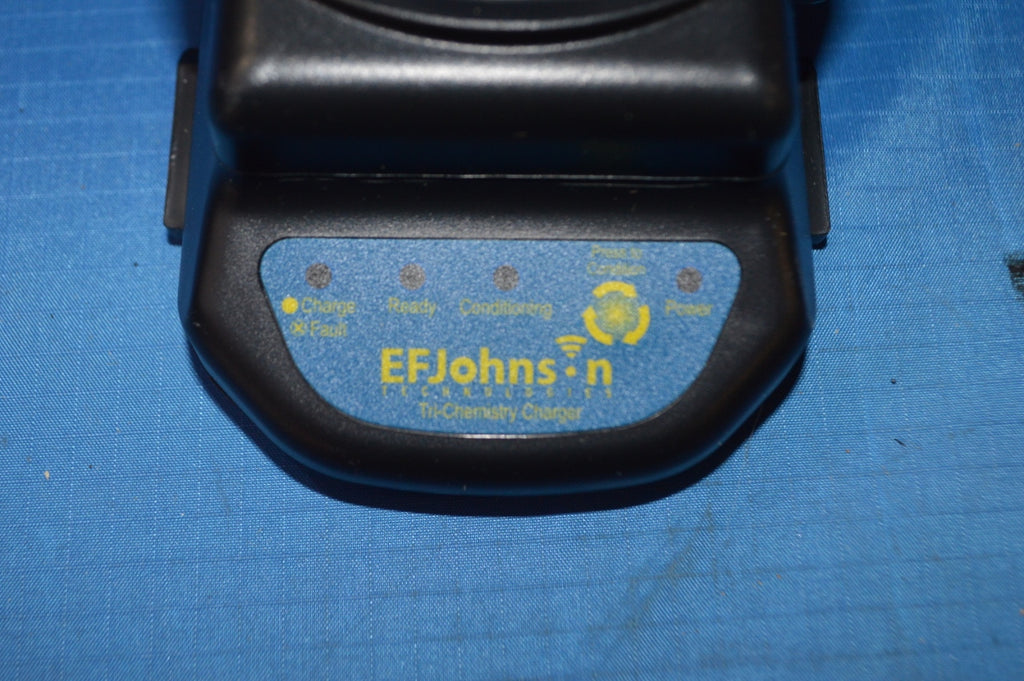 Press to
Condition
Charge
Fault
Ready
Conditioning
Power
EFJohnson
TECHNOLOGIES
Tri-Chemistry Charger